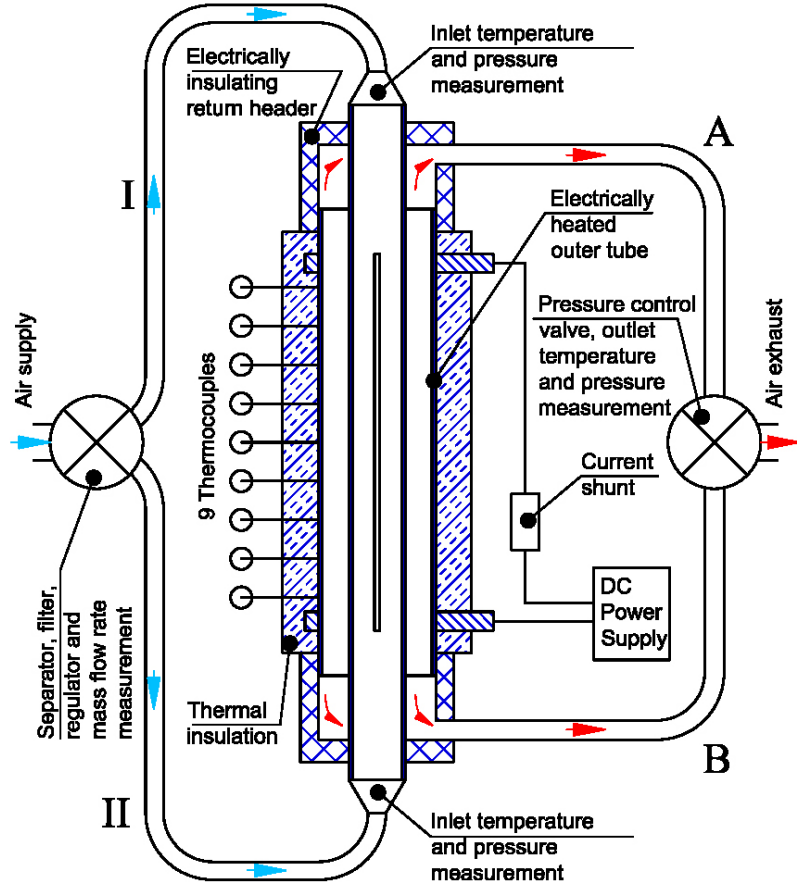 Inlet temperature
and pressure
measurement
Electrically
insulating
return header
A
I
Electrically
heated
outer tube
Pressure control
valve, outlet
temperature
and pressure
measurement
Air supply
Air exhaust
9 Thermocouples
Current
shunt
DC
Power
Supply
Separator, filter,
regulator and
mass flow rate
measurement
Thermal
insulation
B
II
Inlet temperature
and pressure
measurement